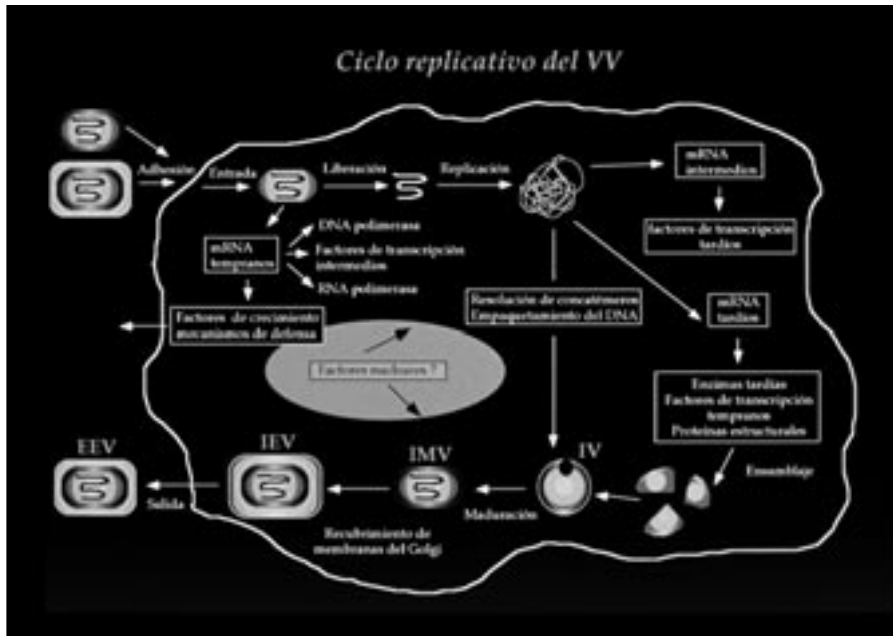 Ciclo replicativo del VV
Adhesión
Entrada
Liberación
Replicación
mRNA
intermedios
factores de transcripción
tardíos
mRNA
tempranos
DNA polimerasa
Factores de transcripción
intermedios
RNA polimerasa
Factores de crecimiento
mecanismos de defensa
Resolución de concatémeros
Empaquetamiento del DNA
mRNA
tardíos
Factores nucleares ?
Enzimas tardías
Factores de transcripción
tempranos
Proteínas estructurales
Ensamblaje
EEV
IEV
IMV
IV
Salida
Maduración
Recubrimiento de
membranas del Golgi